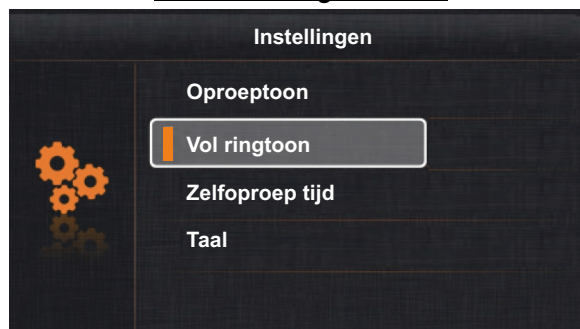 Instellingen
Oproeptoon
Vol ringtoon
Zelfoproep tijd
Taal